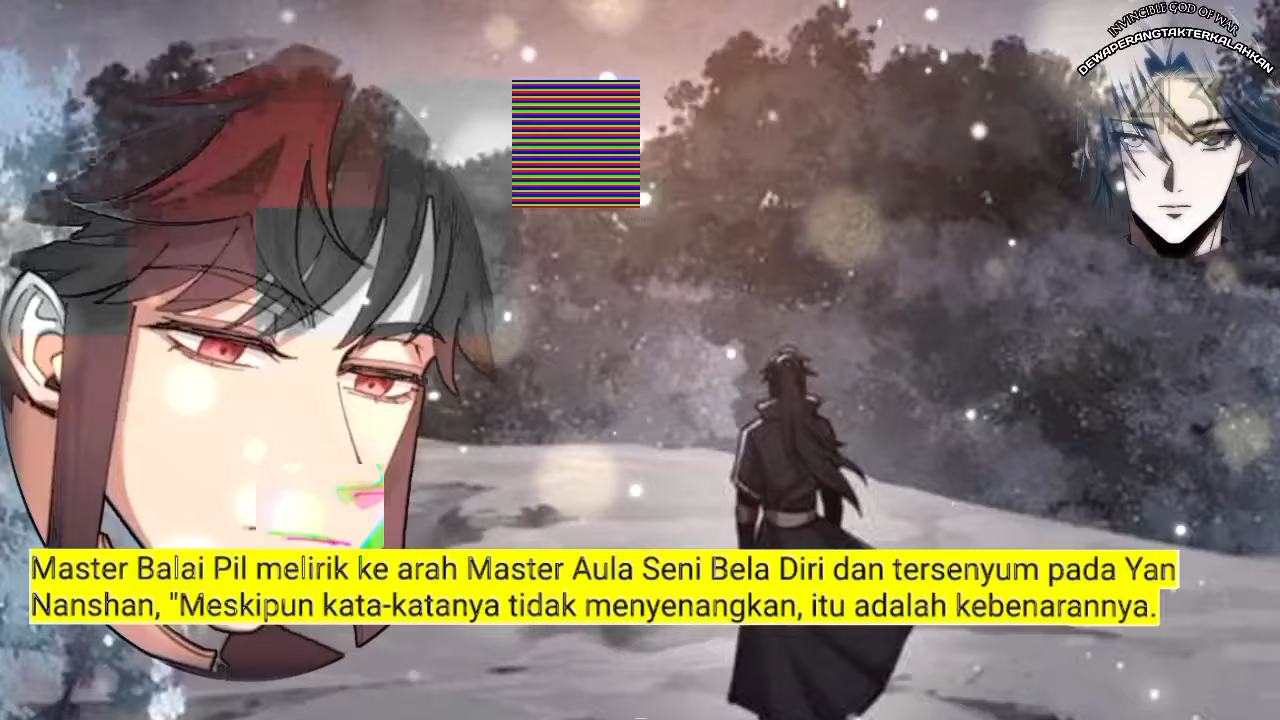 INVINCIBLE GOD OF WAR
DEWAPERANGTAKTERKALAHKAN
43
Master Balai Pil melirik ke arah Master Aula Seni Bela Diri dan tersenyum pada Yan
Nanshan, "Meskipun kata-katanya tidak menyenangkan, itu adalah kebenarannya.